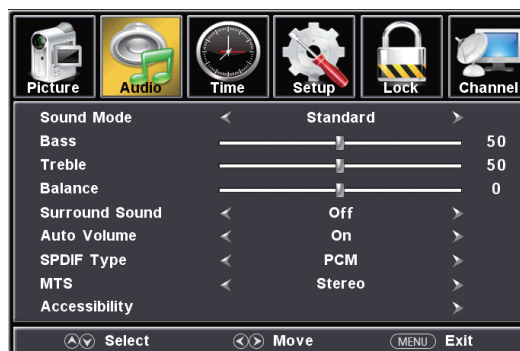 Picture Audio Time Setup Lock Channel
Sound Mode Standard
Bass 50
Treble 50
Balance 0
Surround Sound Off
Auto Volume On
SPDIF Type PCM
MTS Stereo
Accessibility
Select Move MENU Exit